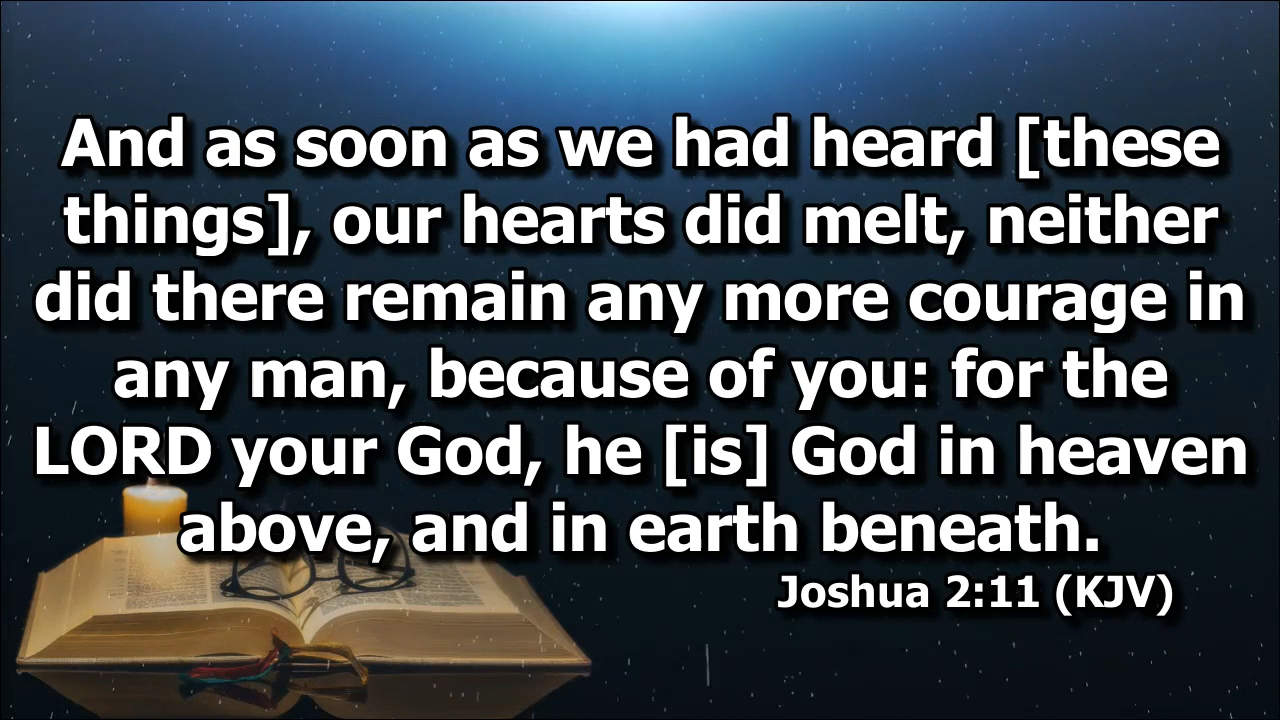 And as soon as we had heard [these
things], our hearts did melt, neither
did there remain any more courage in
any man, because of you: for the
LORD your God, he [is] God in heaven
above, and in earth beneath.
Joshua 2:11 (KJV)